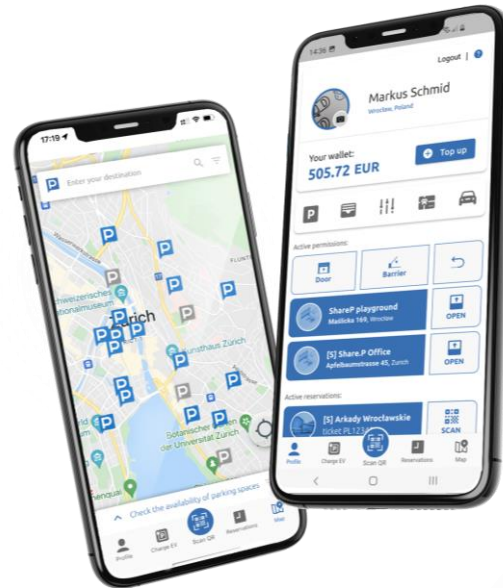 17:19
Enter your destination
FLUNTE
Zürich
Kunsthaus Zürich
Botanischer Garten
der Universität Zürich
Check the availability of parking spaces
Profile
Charge EV
Scan QR
Reservations
Map
14:36
Logout | ?
Markus Schmid
Wrocław, Poland
Your wallet:
505.72 EUR
Top up
Active permissions:
Door
Barrier
ShareP playground
Maślicka 169, Wrocław
OPEN
[S] Share.P Office
Apfelbaumstrasse 45, Zurich
OPEN
Active reservations:
[S] Arkady Wrocławskie
SCAN
Profile
Charge EV
Scan QR
Reservations
Map